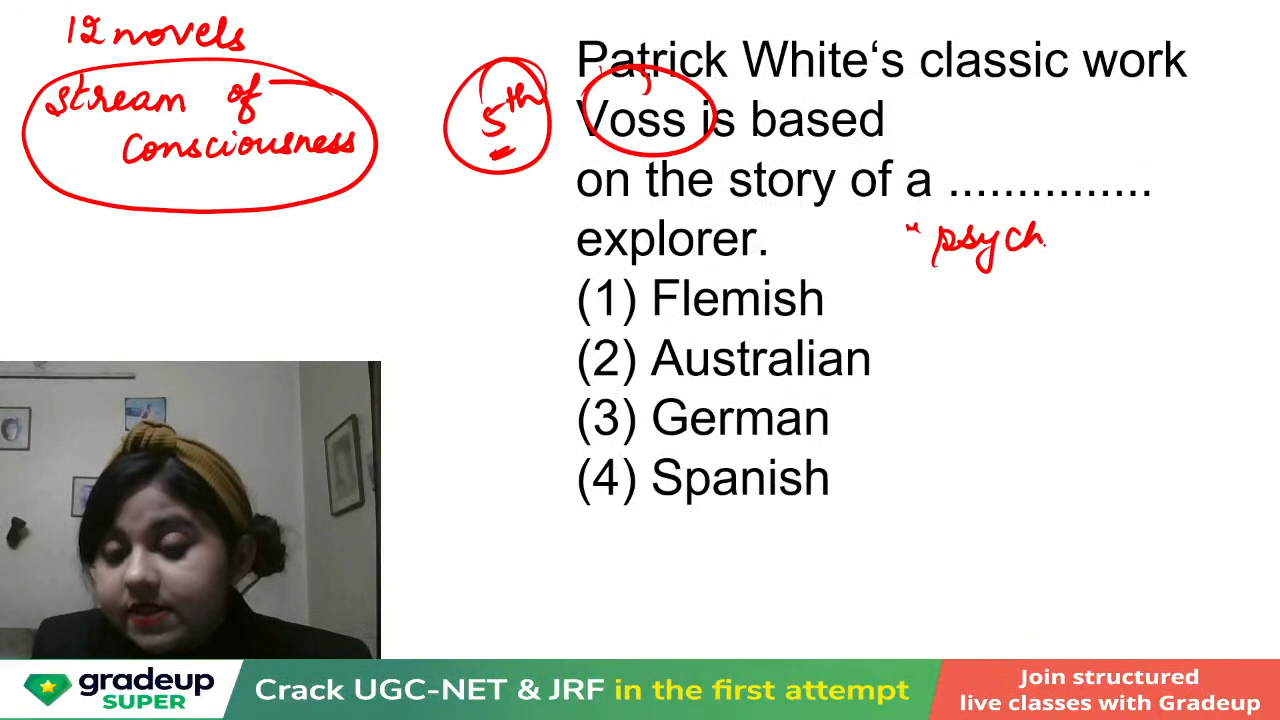 12 novels
stream of
consciousness
5th
Patrick White‘s classic work
Voss is based
on the story of a ...............
explorer.
" psych
(1) Flemish
(2) Australian
(3) German
(4) Spanish
gradeup
SUPER
Crack UGC-NET & JRF in the first attempt
Join structured
live classes with Gradeup